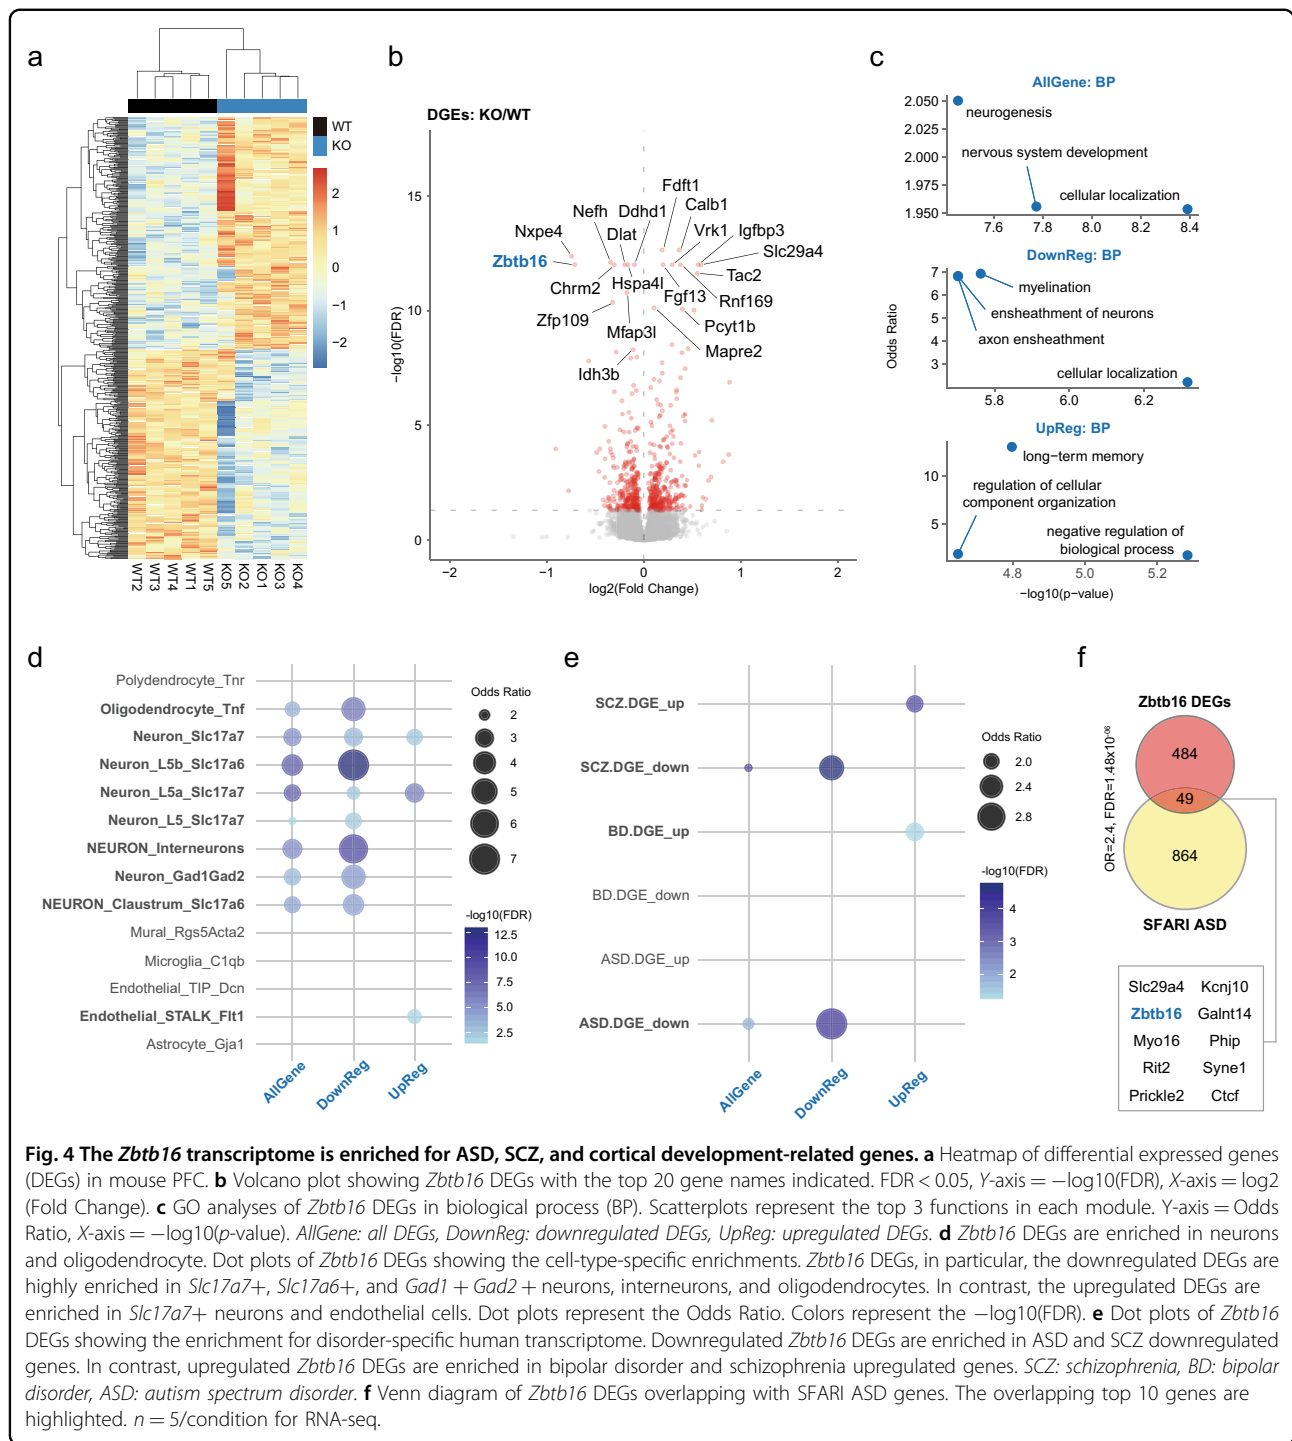 a
WT
KO
2
1
0
−1
−2
WT2
WT3
WT4
WT1
WT5
KO5
KO2
KO1
KO3
KO4
b
DGEs: KO/WT
−log10(FDR)
15
10
5
0
−2
−1
0
1
2
log2(Fold Change)
Fdft1
Calb1
Nefh
Ddhd1
Nxpe4
Dlat
Vrk1
Igfbp3
Zbtb16
Slc29a4
Chrm2
Hspa4l
Tac2
Zfp109
Fgf13
Rnf169
Mfap3l
Pcyt1b
Mapre2
Idh3b
c
AllGene: BP
2.050
2.025
2.000
1.975
1.950
neurogenesis
nervous system development
cellular localization
7.6
7.8
8.0
8.2
8.4
DownReg: BP
7
6
5
4
3
Odds Ratio
myelination
ensheathment of neurons
axon ensheathment
cellular localization
5.8
6.0
6.2
UpReg: BP
10
5
long-term memory
regulation of cellular
component organization
negative regulation of
biological process
4.8
5.0
5.2
−log10(p−value)
d
Polydendrocyte_Tnr
Oligodendrocyte_Tnf
Neuron_Slc17a7
Neuron_L5b_Slc17a6
Neuron_L5a_Slc17a7
Neuron_L5_Slc17a7
NEURON_Interneurons
Neuron_Gad1Gad2
NEURON_Claustrum_Slc17a6
Mural_Rgs5Acta2
Microglia_C1qb
Endothelial_TIP_Dcn
Endothelial_STALK_Flt1
Astrocyte_Gja1
AllGene
DownReg
UpReg
Odds Ratio
2
3
4
5
6
7
-log10(FDR)
12.5
10.0
7.5
5.0
2.5
e
SCZ.DGE_up
SCZ.DGE_down
BD.DGE_up
BD.DGE_down
ASD.DGE_up
ASD.DGE_down
AllGene
DownReg
UpReg
Odds Ratio
2.0
2.4
2.8
-log10(FDR)
4
3
2
f
Zbtb16 DEGs
484
49
864
SFARI ASD
OR=2.4, FDR=1.48x10-06
Slc29a4 Kcnj10
Zbtb16 Galnt14
Myo16 Phip
Rit2 Syne1
Prickle2 Ctcf
Fig. 4 The Zbtb16 transcriptome is enriched for ASD, SCZ, and cortical development-related genes. a Heatmap of differential expressed genes
(DEGs) in mouse PFC. b Volcano plot showing Zbtb16 DEGs with the top 20 gene names indicated. FDR < 0.05, Y-axis = −log10(FDR), X-axis = log2
(Fold Change). c GO analyses of Zbtb16 DEGs in biological process (BP). Scatterplots represent the top 3 functions in each module. Y-axis = Odds
Ratio, X-axis = −log10(p-value). AllGene: all DEGs, DownReg: downregulated DEGs, UpReg: upregulated DEGs. d Zbtb16 DEGs are enriched in neurons
and oligodendrocyte. Dot plots of Zbtb16 DEGs showing the cell-type-specific enrichments. Zbtb16 DEGs, in particular, the downregulated DEGs are
highly enriched in Slc17a7+, Slc17a6+, and Gad1 + Gad2 + neurons, interneurons, and oligodendrocytes. In contrast, the upregulated DEGs are
enriched in Slc17a7+ neurons and endothelial cells. Dot plots represent the Odds Ratio. Colors represent the −log10(FDR). e Dot plots of Zbtb16
DEGs showing the enrichment for disorder-specific human transcriptome. Downregulated Zbtb16 DEGs are enriched in ASD and SCZ downregulated
genes. In contrast, upregulated Zbtb16 DEGs are enriched in bipolar disorder and schizophrenia upregulated genes. SCZ: schizophrenia, BD: bipolar
disorder, ASD: autism spectrum disorder. f Venn diagram of Zbtb16 DEGs overlapping with SFARI ASD genes. The overlapping top 10 genes are
highlighted. n = 5/condition for RNA-seq.